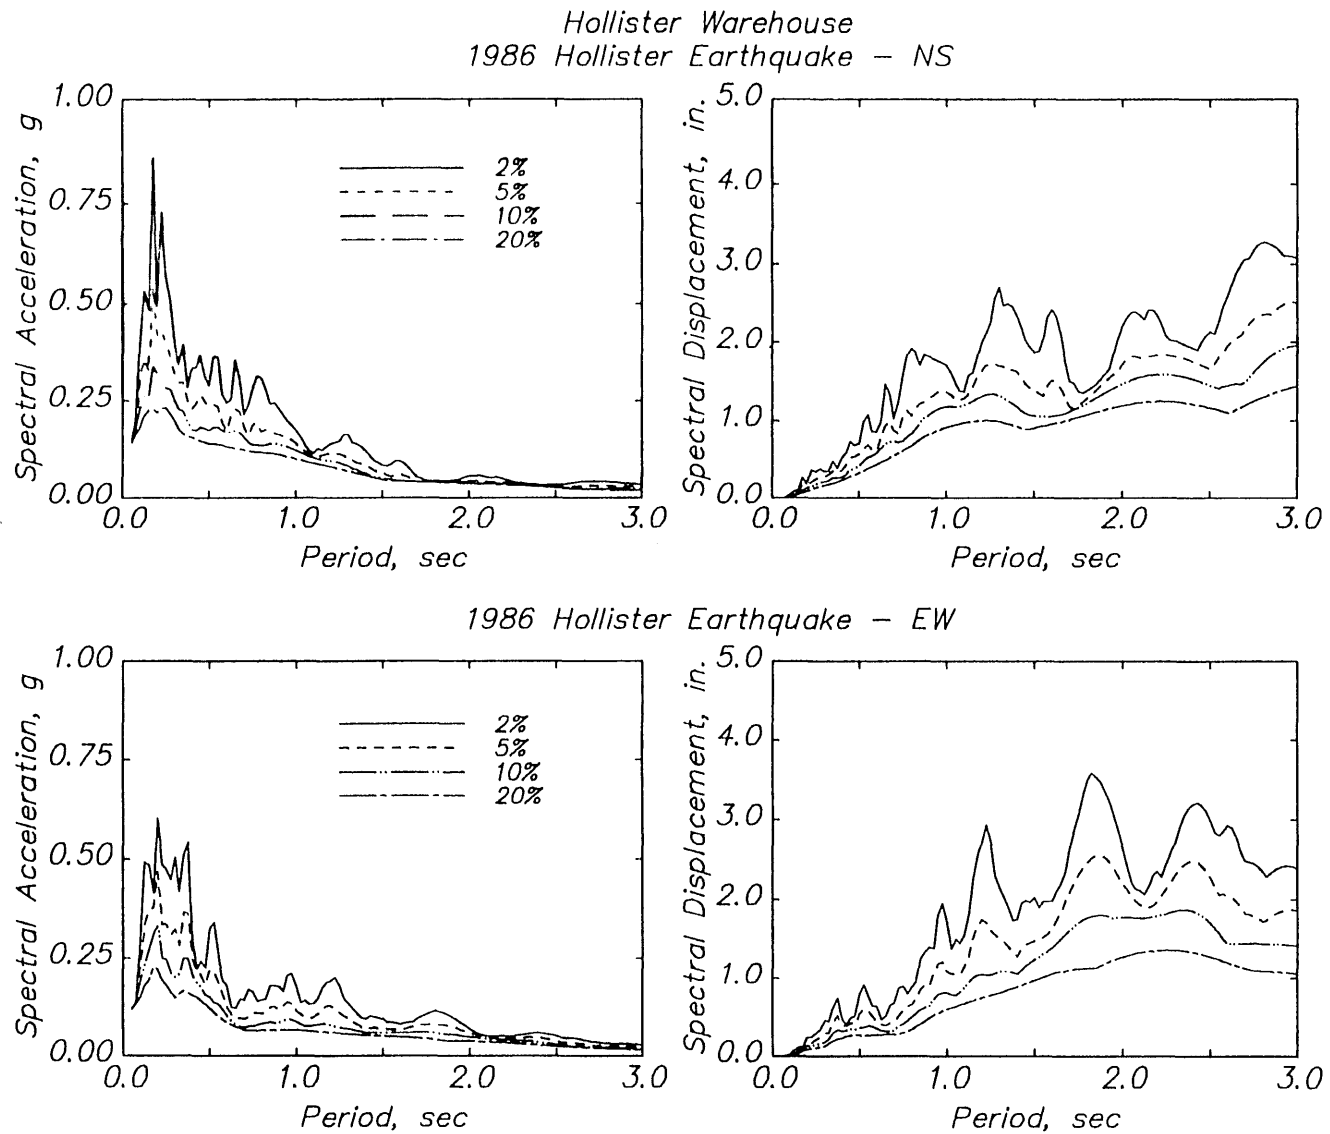 Hollister Warehouse
1986 Hollister Earthquake – NS
1.00
0.75
0.50
0.25
0.00
Spectral Acceleration, g
2%
5%
10%
20%
0.0 1.0 2.0 3.0
Period, sec
5.0
4.0
3.0
2.0
1.0
0.0
Spectral Displacement, in.
0.0 1.0 2.0 3.0
Period, sec
1986 Hollister Earthquake – EW
1.00
0.75
0.50
0.25
0.00
Spectral Acceleration, g
2%
5%
10%
20%
0.0 1.0 2.0 3.0
Period, sec
5.0
4.0
3.0
2.0
1.0
0.0
Spectral Displacement, in.
0.0 1.0 2.0 3.0
Period, sec